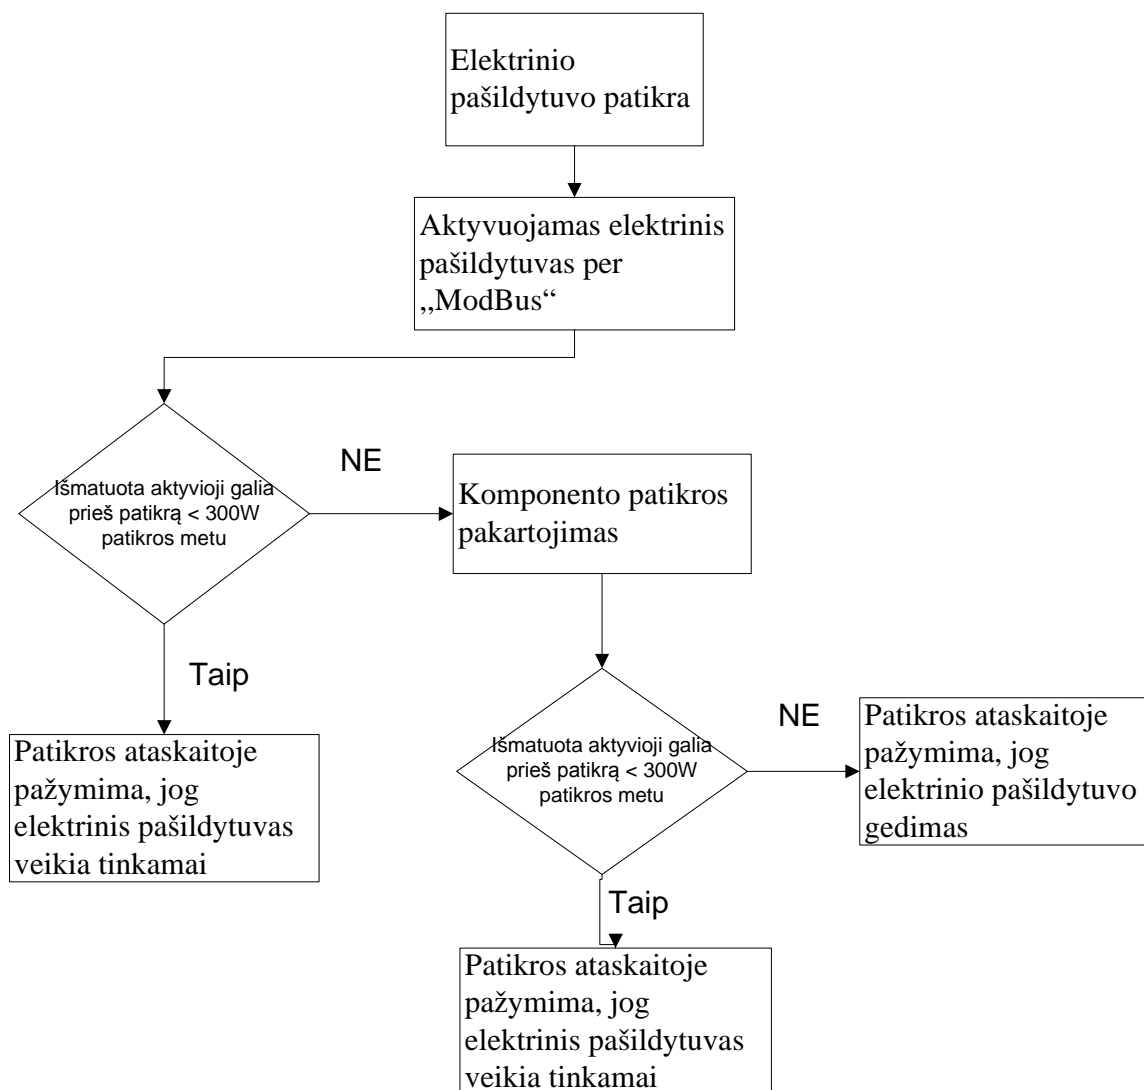 Elektrinio
pašildytuvo patikra
Aktyvuojamas elektrinis
pašildytuvas per
,,ModBus“
Išmatuota aktyvioji galia
prieš patikrą < 300W
patikros metu
NE
Komponento patikros
pakartojimas
Taip
Patikros ataskaitoje
pažymima, jog
elektrinis pašildytuvas
veikia tinkamai
Išmatuota aktyvioji galia
prieš patikrą < 300W
patikros metu
NE
Patikros ataskaitoje
pažymima, jog
elektrinio pašildytuvo
gedimas
Taip
Patikros ataskaitoje
pažymima, jog
elektrinis pašildytuvas
veikia tinkamai